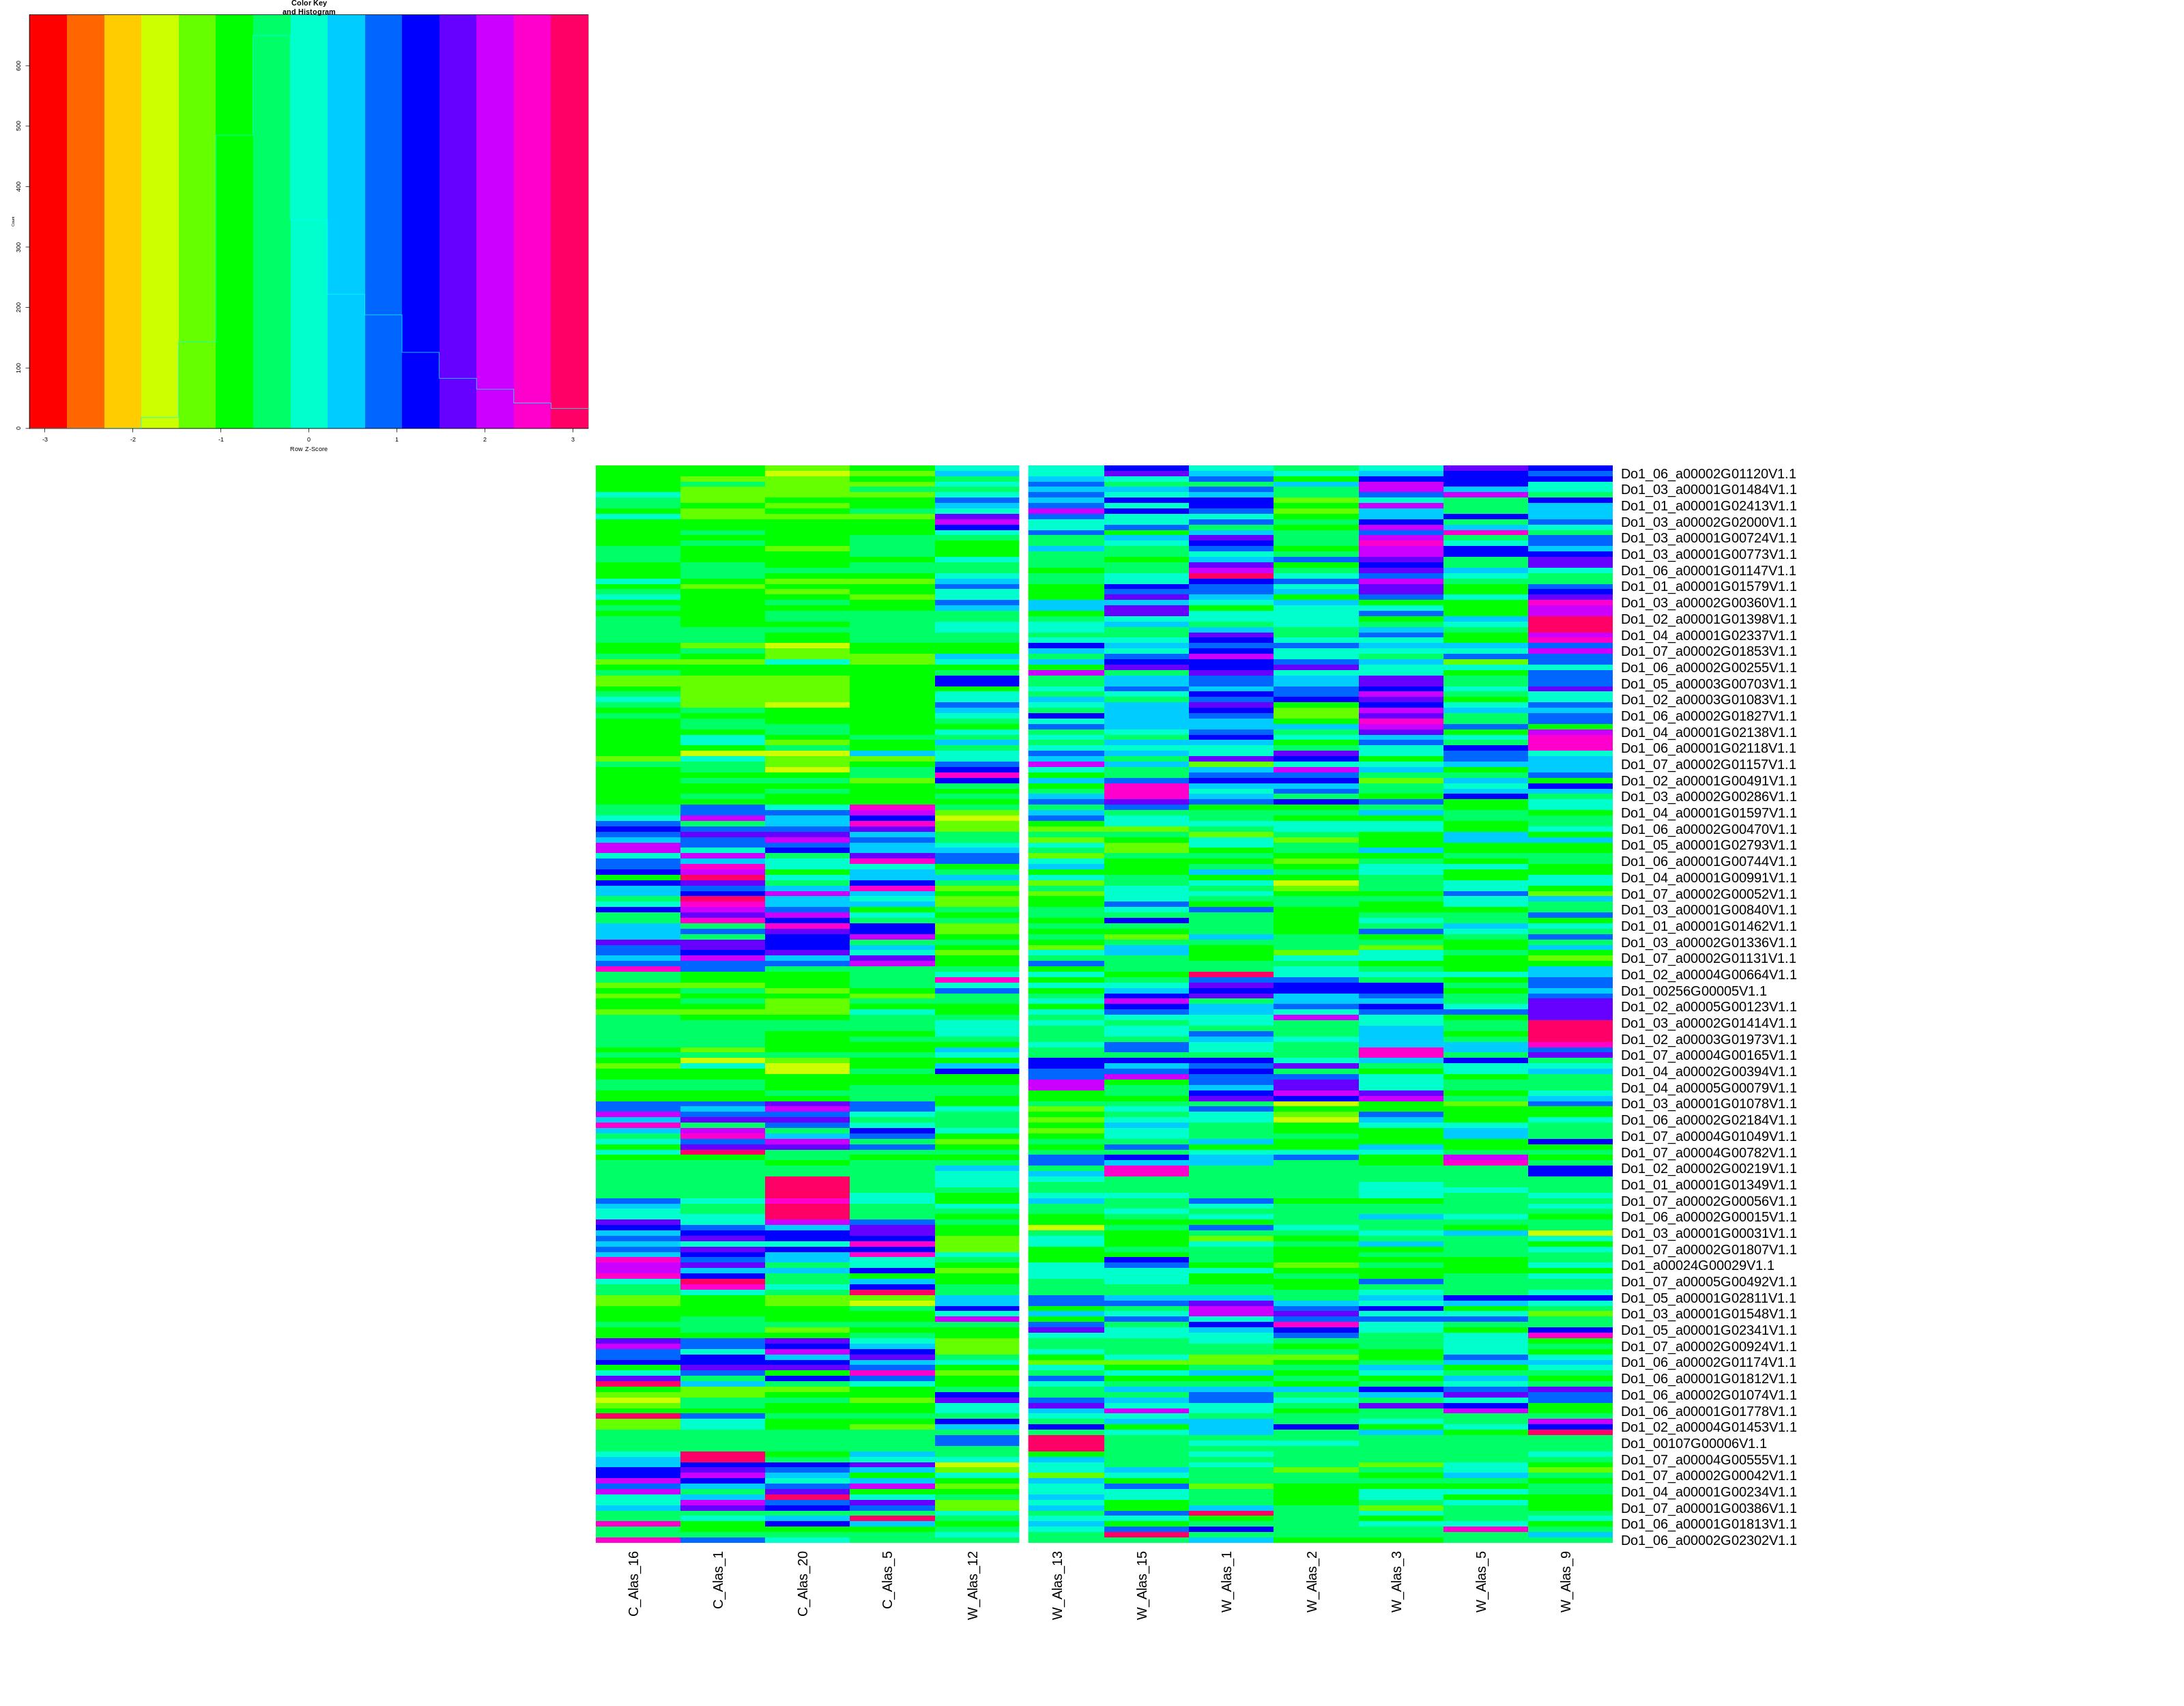 Color Key
and Histogram
600
500
400
300
200
100
0
Count
-3 -2 -1 0 1 2 3
Row Z-Score
Do1_06_a00002G01120V1.1
Do1_03_a00001G01484V1.1
Do1_01_a00001G02413V1.1
Do1_03_a00002G02000V1.1
Do1_03_a00001G00724V1.1
Do1_03_a00001G00773V1.1
Do1_06_a00001G01147V1.1
Do1_01_a00001G01579V1.1
Do1_03_a00002G00360V1.1
Do1_02_a00001G01398V1.1
Do1_04_a00001G02337V1.1
Do1_07_a00002G01853V1.1
Do1_06_a00002G00255V1.1
Do1_05_a00003G00703V1.1
Do1_02_a00003G01083V1.1
Do1_06_a00002G01827V1.1
Do1_04_a00001G02138V1.1
Do1_06_a00001G02118V1.1
Do1_07_a00002G01157V1.1
Do1_02_a00001G00491V1.1
Do1_03_a00002G00286V1.1
Do1_04_a00001G01597V1.1
Do1_06_a00002G00470V1.1
Do1_05_a00001G02793V1.1
Do1_06_a00001G00744V1.1
Do1_04_a00001G00991V1.1
Do1_07_a00002G00052V1.1
Do1_03_a00001G00840V1.1
Do1_01_a00001G01462V1.1
Do1_03_a00002G01336V1.1
Do1_07_a00002G01131V1.1
Do1_02_a00004G00664V1.1
Do1_00256G00005V1.1
Do1_02_a00005G00123V1.1
Do1_03_a00002G01414V1.1
Do1_02_a00003G01973V1.1
Do1_07_a00004G00165V1.1
Do1_04_a00002G00394V1.1
Do1_04_a00005G00079V1.1
Do1_03_a00001G01078V1.1
Do1_06_a00002G02184V1.1
Do1_07_a00004G01049V1.1
Do1_07_a00004G00782V1.1
Do1_02_a00002G00219V1.1
Do1_01_a00001G01349V1.1
Do1_07_a00002G00056V1.1
Do1_06_a00002G00015V1.1
Do1_03_a00001G00031V1.1
Do1_07_a00002G01807V1.1
Do1_a00024G00029V1.1
Do1_07_a00005G00492V1.1
Do1_05_a00001G02811V1.1
Do1_03_a00001G01548V1.1
Do1_05_a00001G02341V1.1
Do1_07_a00002G00924V1.1
Do1_06_a00002G01174V1.1
Do1_06_a00001G01812V1.1
Do1_06_a00002G01074V1.1
Do1_06_a00001G01778V1.1
Do1_02_a00004G01453V1.1
Do1_00107G00006V1.1
Do1_07_a00004G00555V1.1
Do1_07_a00002G00042V1.1
Do1_04_a00001G00234V1.1
Do1_07_a00001G00386V1.1
Do1_06_a00001G01813V1.1
Do1_06_a00002G02302V1.1
C_Alas_16
C_Alas_1
C_Alas_20
C_Alas_5
W_Alas_12
W_Alas_13
W_Alas_15
W_Alas_1
W_Alas_2
W_Alas_3
W_Alas_5
W_Alas_9